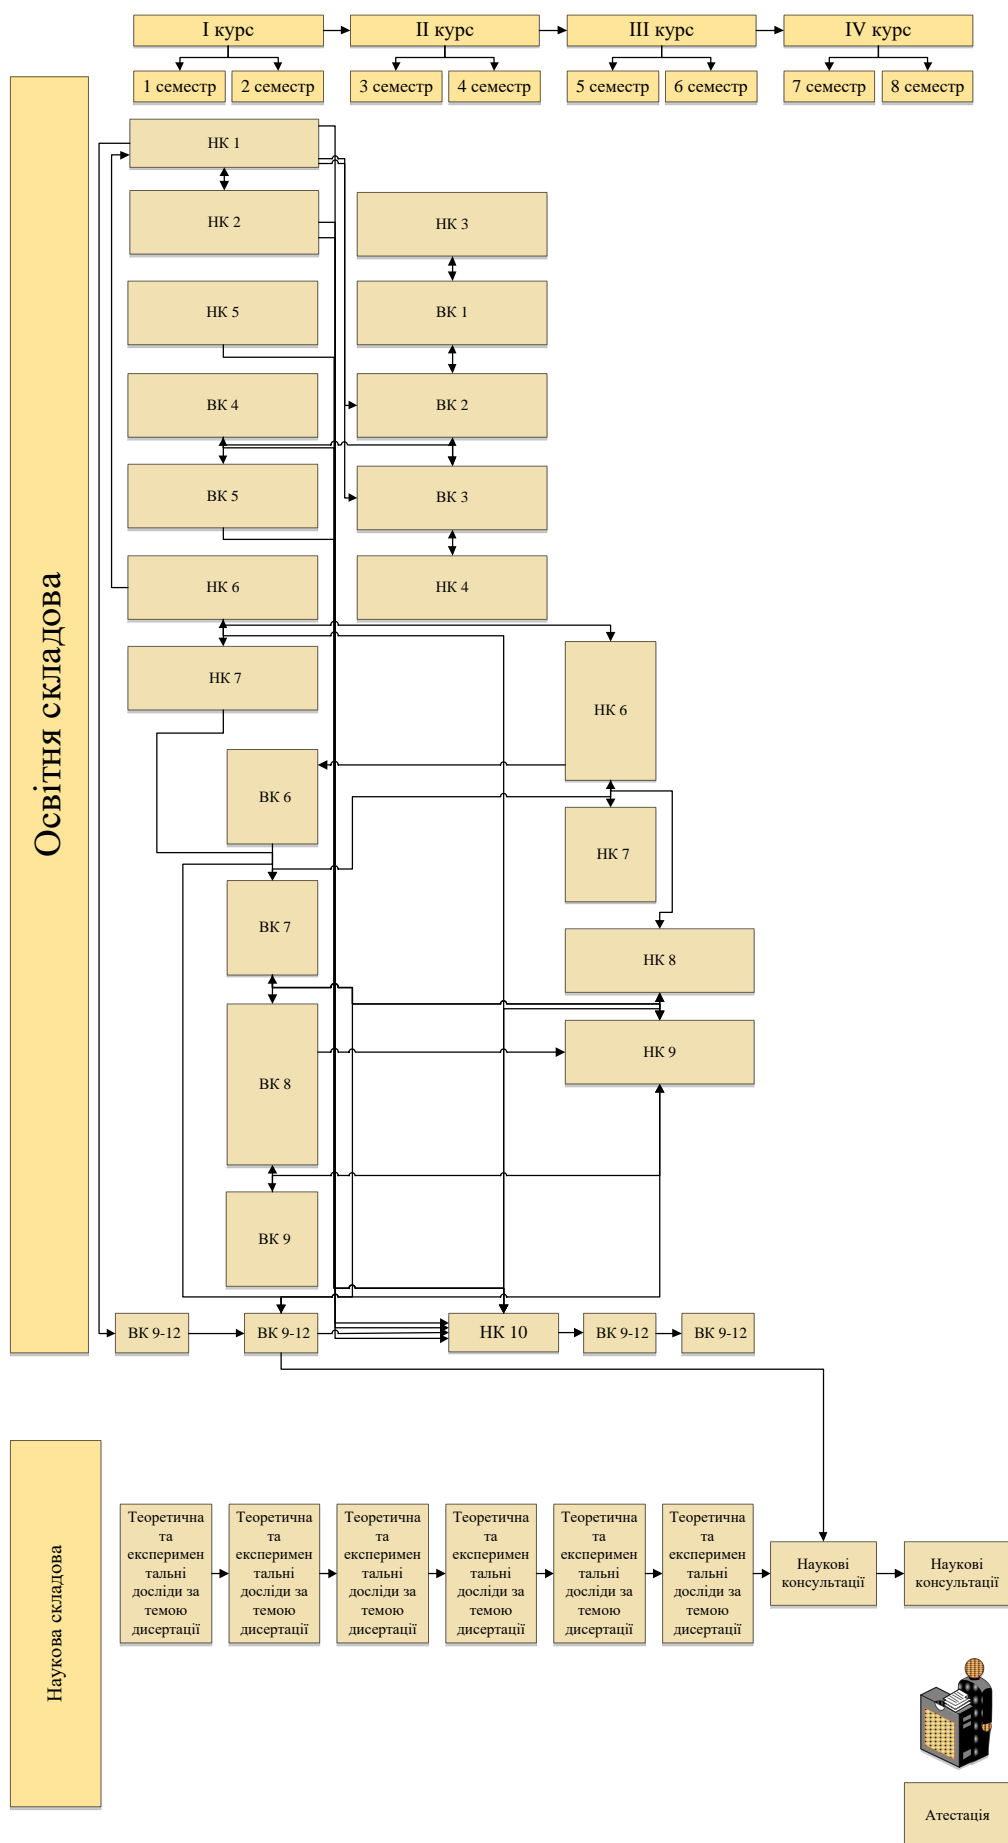 I курс
II курс
III курс
IV курс
1 семестр
2 семестр
3 семестр
4 семестр
5 семестр
6 семестр
7 семестр
8 семестр
Освітня складова
НК 1
НК 2
НК 3
НК 5
ВК 1
ВК 4
ВК 2
ВК 5
ВК 3
НК 6
НК 4
НК 7
НК 6
ВК 6
НК 7
ВК 7
НК 8
ВК 8
НК 9
ВК 9
ВК 9-12
ВК 9-12
НК 10
ВК 9-12
ВК 9-12
Наукова складова
Теоретична
та
експеримен
тальні
досліди за
темою
дисертації
Теоретична
та
експеримен
тальні
досліди за
темою
дисертації
Теоретична
та
експеримен
тальні
досліди за
темою
дисертації
Теоретична
та
експеримен
тальні
досліди за
темою
дисертації
Теоретична
та
експеримен
тальні
досліди за
темою
дисертації
Теоретична
та
експеримен
тальні
досліди за
темою
дисертації
Наукові
консультації
Наукові
консультації
Атестація